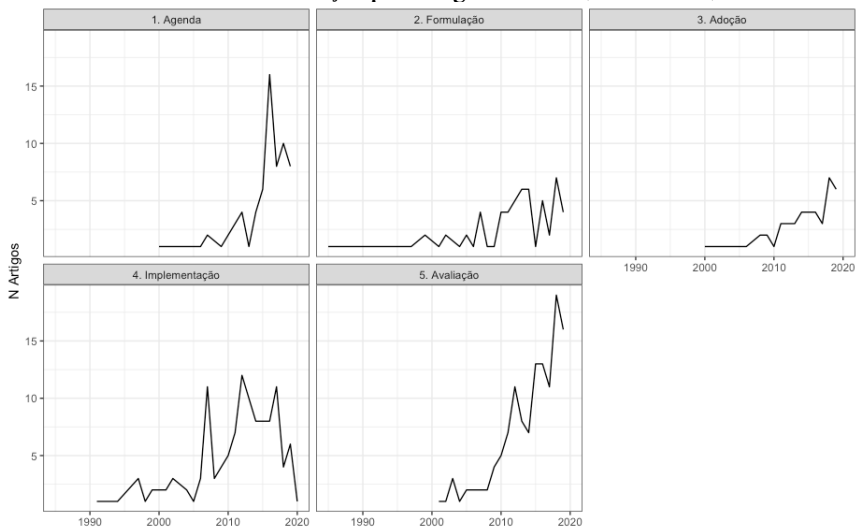 1. Agenda
2. Formulação
3. Adoção
15
10
5
1990 2000 2010 2020
4. Implementação
5. Avaliação
N Artigos
15
10
5
1990 2000 2010 2020
1990 2000 2010 2020